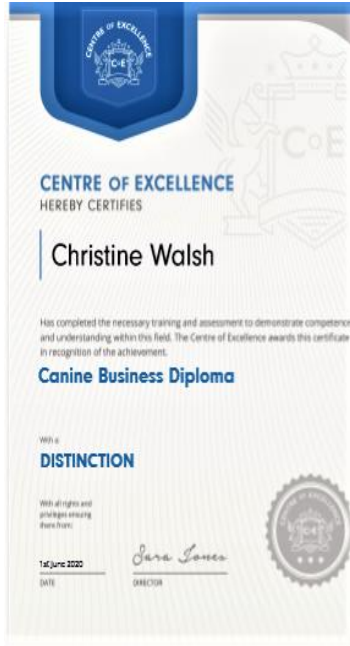 CENTRE OF EXCELLENCE
C•E
C•E
CENTRE OF EXCELLENCE
HEREBY CERTIFIES
Christine Walsh
Has completed the necessary training and assessment to demonstrate competence
and understanding within this field. The Centre of Excellence awards this certificate
in recognition of the achievement.
Canine Business Diploma
With a
DISTINCTION
With all rights and
privileges ensuing
there from:
1st June 2020
Sara Jones
DATE
DIRECTOR
CENTRE OF EXCELLENCE